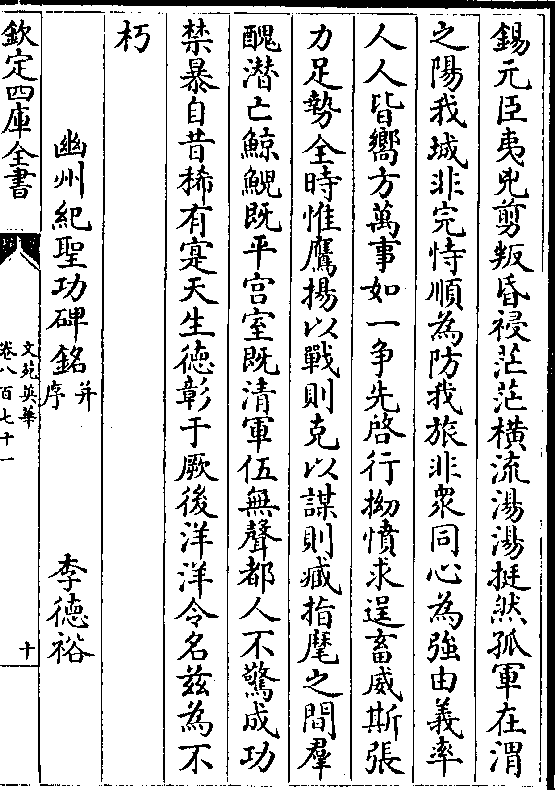 錫元臣夷兇剪叛昏祲茫茫橫流湯湯挺然孤軍在渭
之陽我城非完恃順為防我旅非衆同心為強由義率
人人皆嚮方萬事如一争先啓行拗憤求逞畜威斯張
力足勢全時惟鷹揚以戰則克以謀則臧指麾之間羣
醜潜亡鯨鯢既平宫室既清軍伍無聲都人不驚成功
禁暴自昔稀有寔天生徳彰于厥後洋洋令名兹為不
朽
幽州紀聖功碑銘并序 李徳裕
欽定四庫全書
文苑英華
卷八百七十一
十